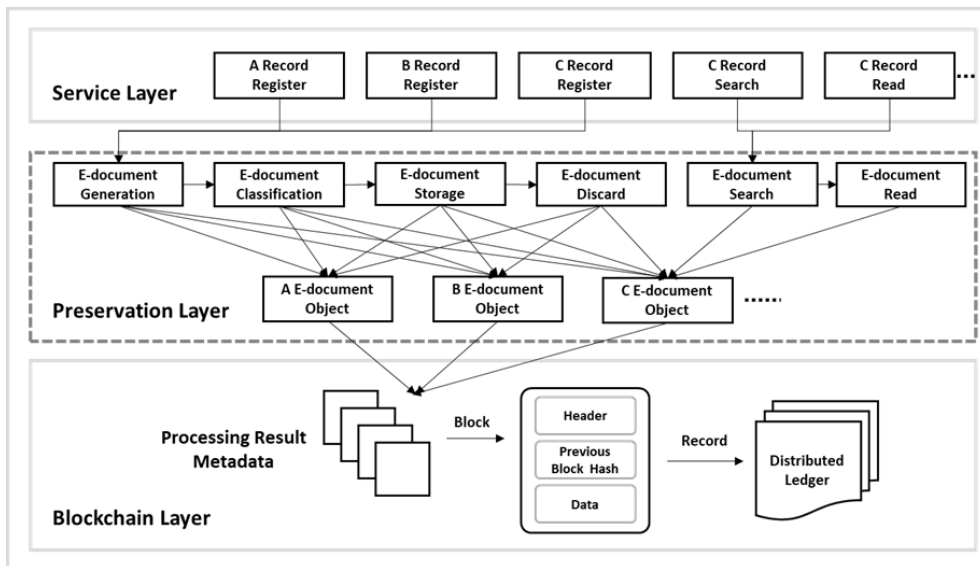 A Record
Register
B Record
Register
C Record
Register
C Record
Search
C Record
Read
...
Service Layer
E-document
Generation
E-document
Classification
E-document
Storage
E-document
Discard
E-document
Search
E-document
Read
A E-document
Object
B E-document
Object
C E-document
Object
......
Preservation Layer
Processing Result
Metadata
Block
Header
Previous
Block Hash
Data
Record
Distributed
Ledger
Blockchain Layer